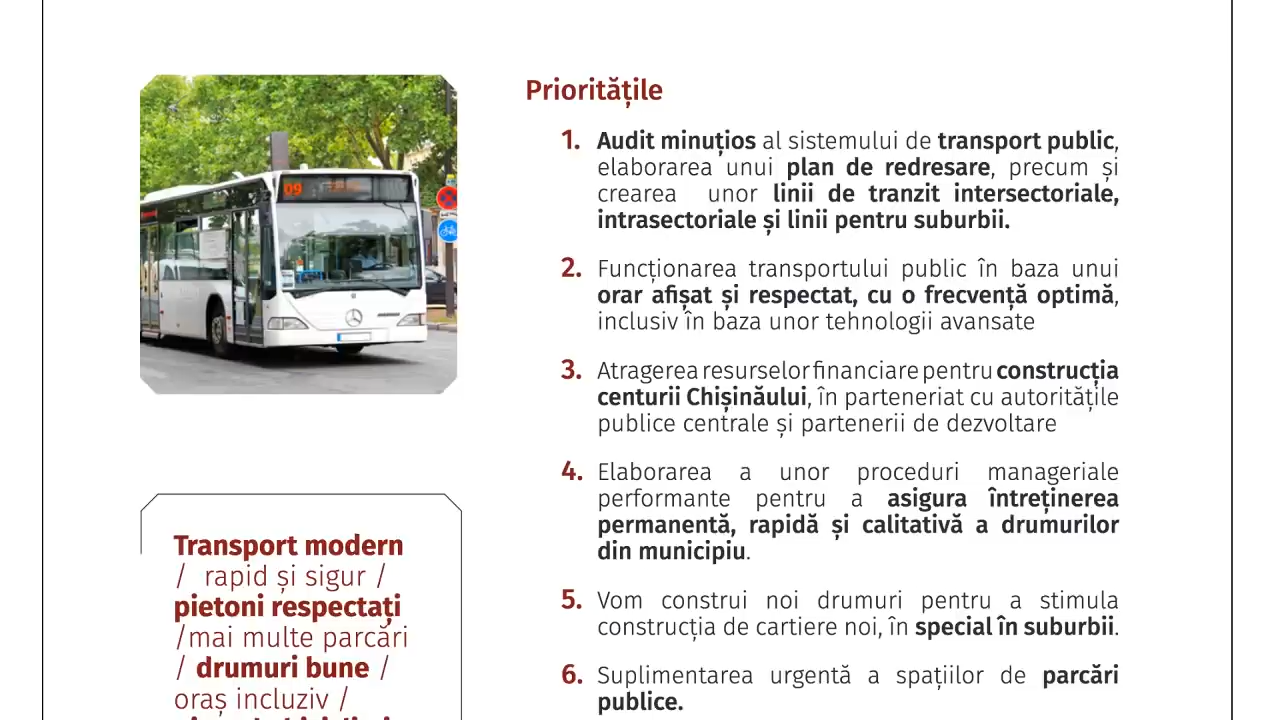 09
Prioritățile
1. Audit minuțios al sistemului de transport public,
elaborarea unui plan de redresare, precum și
crearea unor linii de tranzit intersectoriale,
intrasectoriale și linii pentru suburbii.
2. Funcționarea transportului public în baza unui
orar afișat și respectat, cu o frecvență optimă,
inclusiv în baza unor tehnologii avansate
3. Atragerea resurselor financiare pentru construcția
centurii Chișinăului, în parteneriat cu autoritățile
publice centrale și partenerii de dezvoltare
4. Elaborarea a unor proceduri manageriale
performante pentru a asigura întreținerea
permanentă, rapidă și calitativă a drumurilor
din municipiu.
5. Vom construi noi drumuri pentru a stimula
construcția de cartiere noi, în special în suburbii.
6. Suplimentarea urgentă a spațiilor de parcări
publice.
Transport modern
/ rapid și sigur /
pietoni respectați
/mai multe parcări
/ drumuri bune /
oraș incluziv /